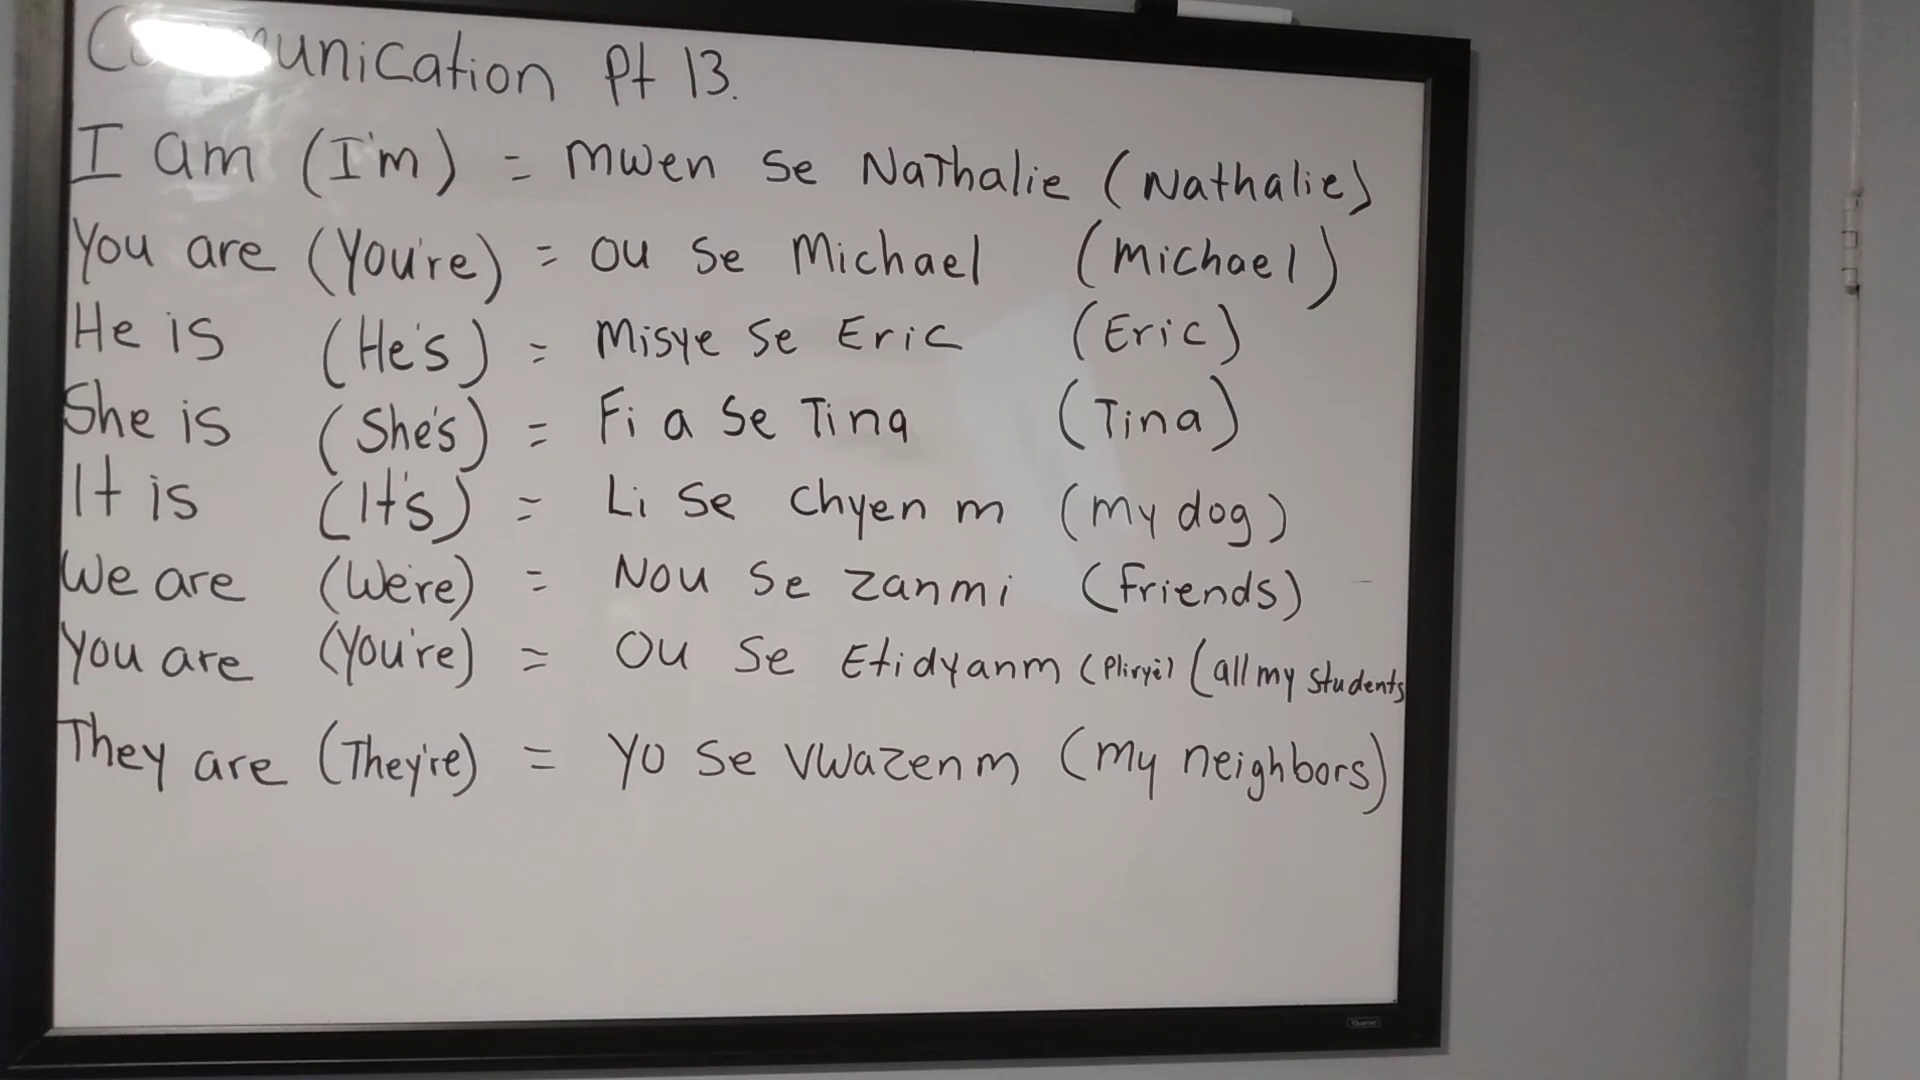 Communication Pt 13.
I am (I'm) = Mwen Se Nathalie (Nathalie)
You are (You're) = OU Se Michael (Michael)
He is (He's) = Misye Se Eric (Eric)
She is (She's) = Fi a Se Tina (Tina)
It is (It's) = Li Se Chyen m (my dog)
We are (We're) = Nou Se Zanmi (Friends)
You are (You're) = OU Se Etidyanm (Pliryèl) (all my students
They are (They're) = Yo Se Vwazenm (My neighbors)
Quartet